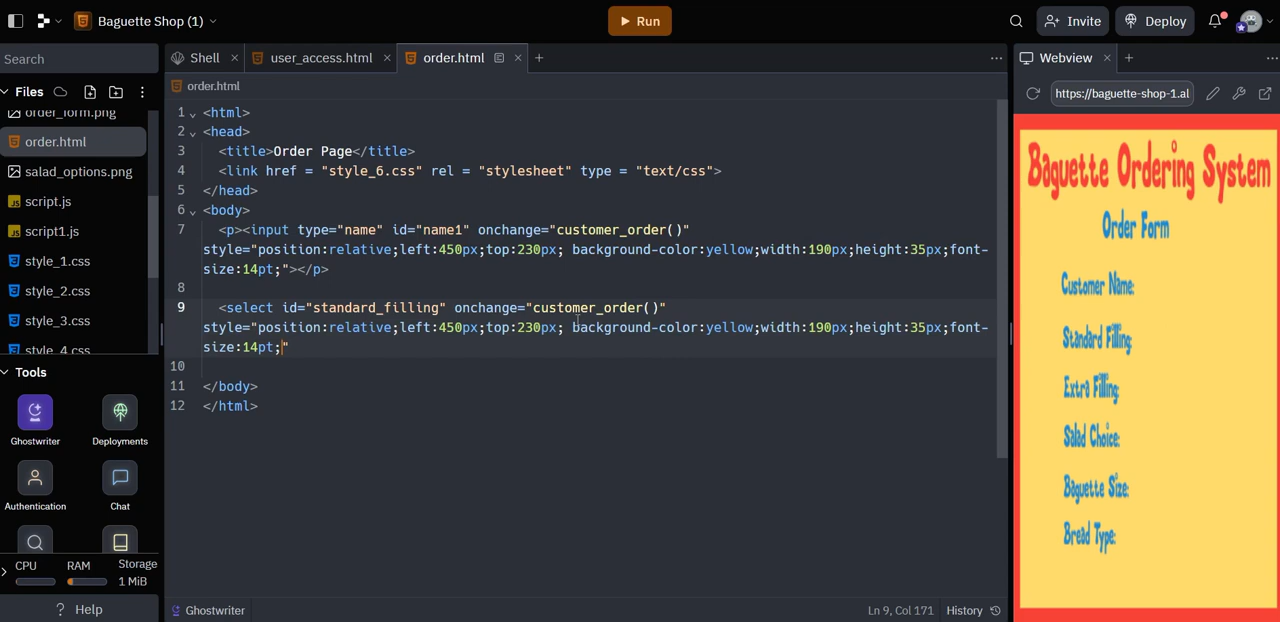 Baguette Shop (1)
Run
Invite
Deploy
Search
Shell
user_access.html
order.html
Webview
Files
order.html
https://baguette-shop-1.al
order_form.png
order.html
salad_options.png
script.js
script1.js
style_1.css
style_2.css
style_3.css
style_4.css
1 <html>
2 <head>
3 <title>Order Page</title>
4 <link href = "style_6.css" rel = "stylesheet" type = "text/css">
5 </head>
6 <body>
7 <p><input type="name" id="name1" onchange="customer_order()"
style="position:relative;left:450px;top:230px; background-color:yellow;width:190px;height:35px;font-
size:14pt;"></p>
8
9 <select id="standard_filling" onchange="customer_order()"
style="position:relative;left:450px;top:230px; background-color:yellow;width:190px;height:35px;font-
size:14pt;"
10
11 </body>
12 </html>
Baguette Ordering System
Order Form
Customer Name:
Standard Filling:
Extra Filling:
Salad Choice:
Baguette Size:
Bread Type:
Tools
Ghostwriter
Deployments
Authentication
Chat
CPU
RAM
Storage
1 MiB
? Help
Ghostwriter
Ln 9, Col 171
History